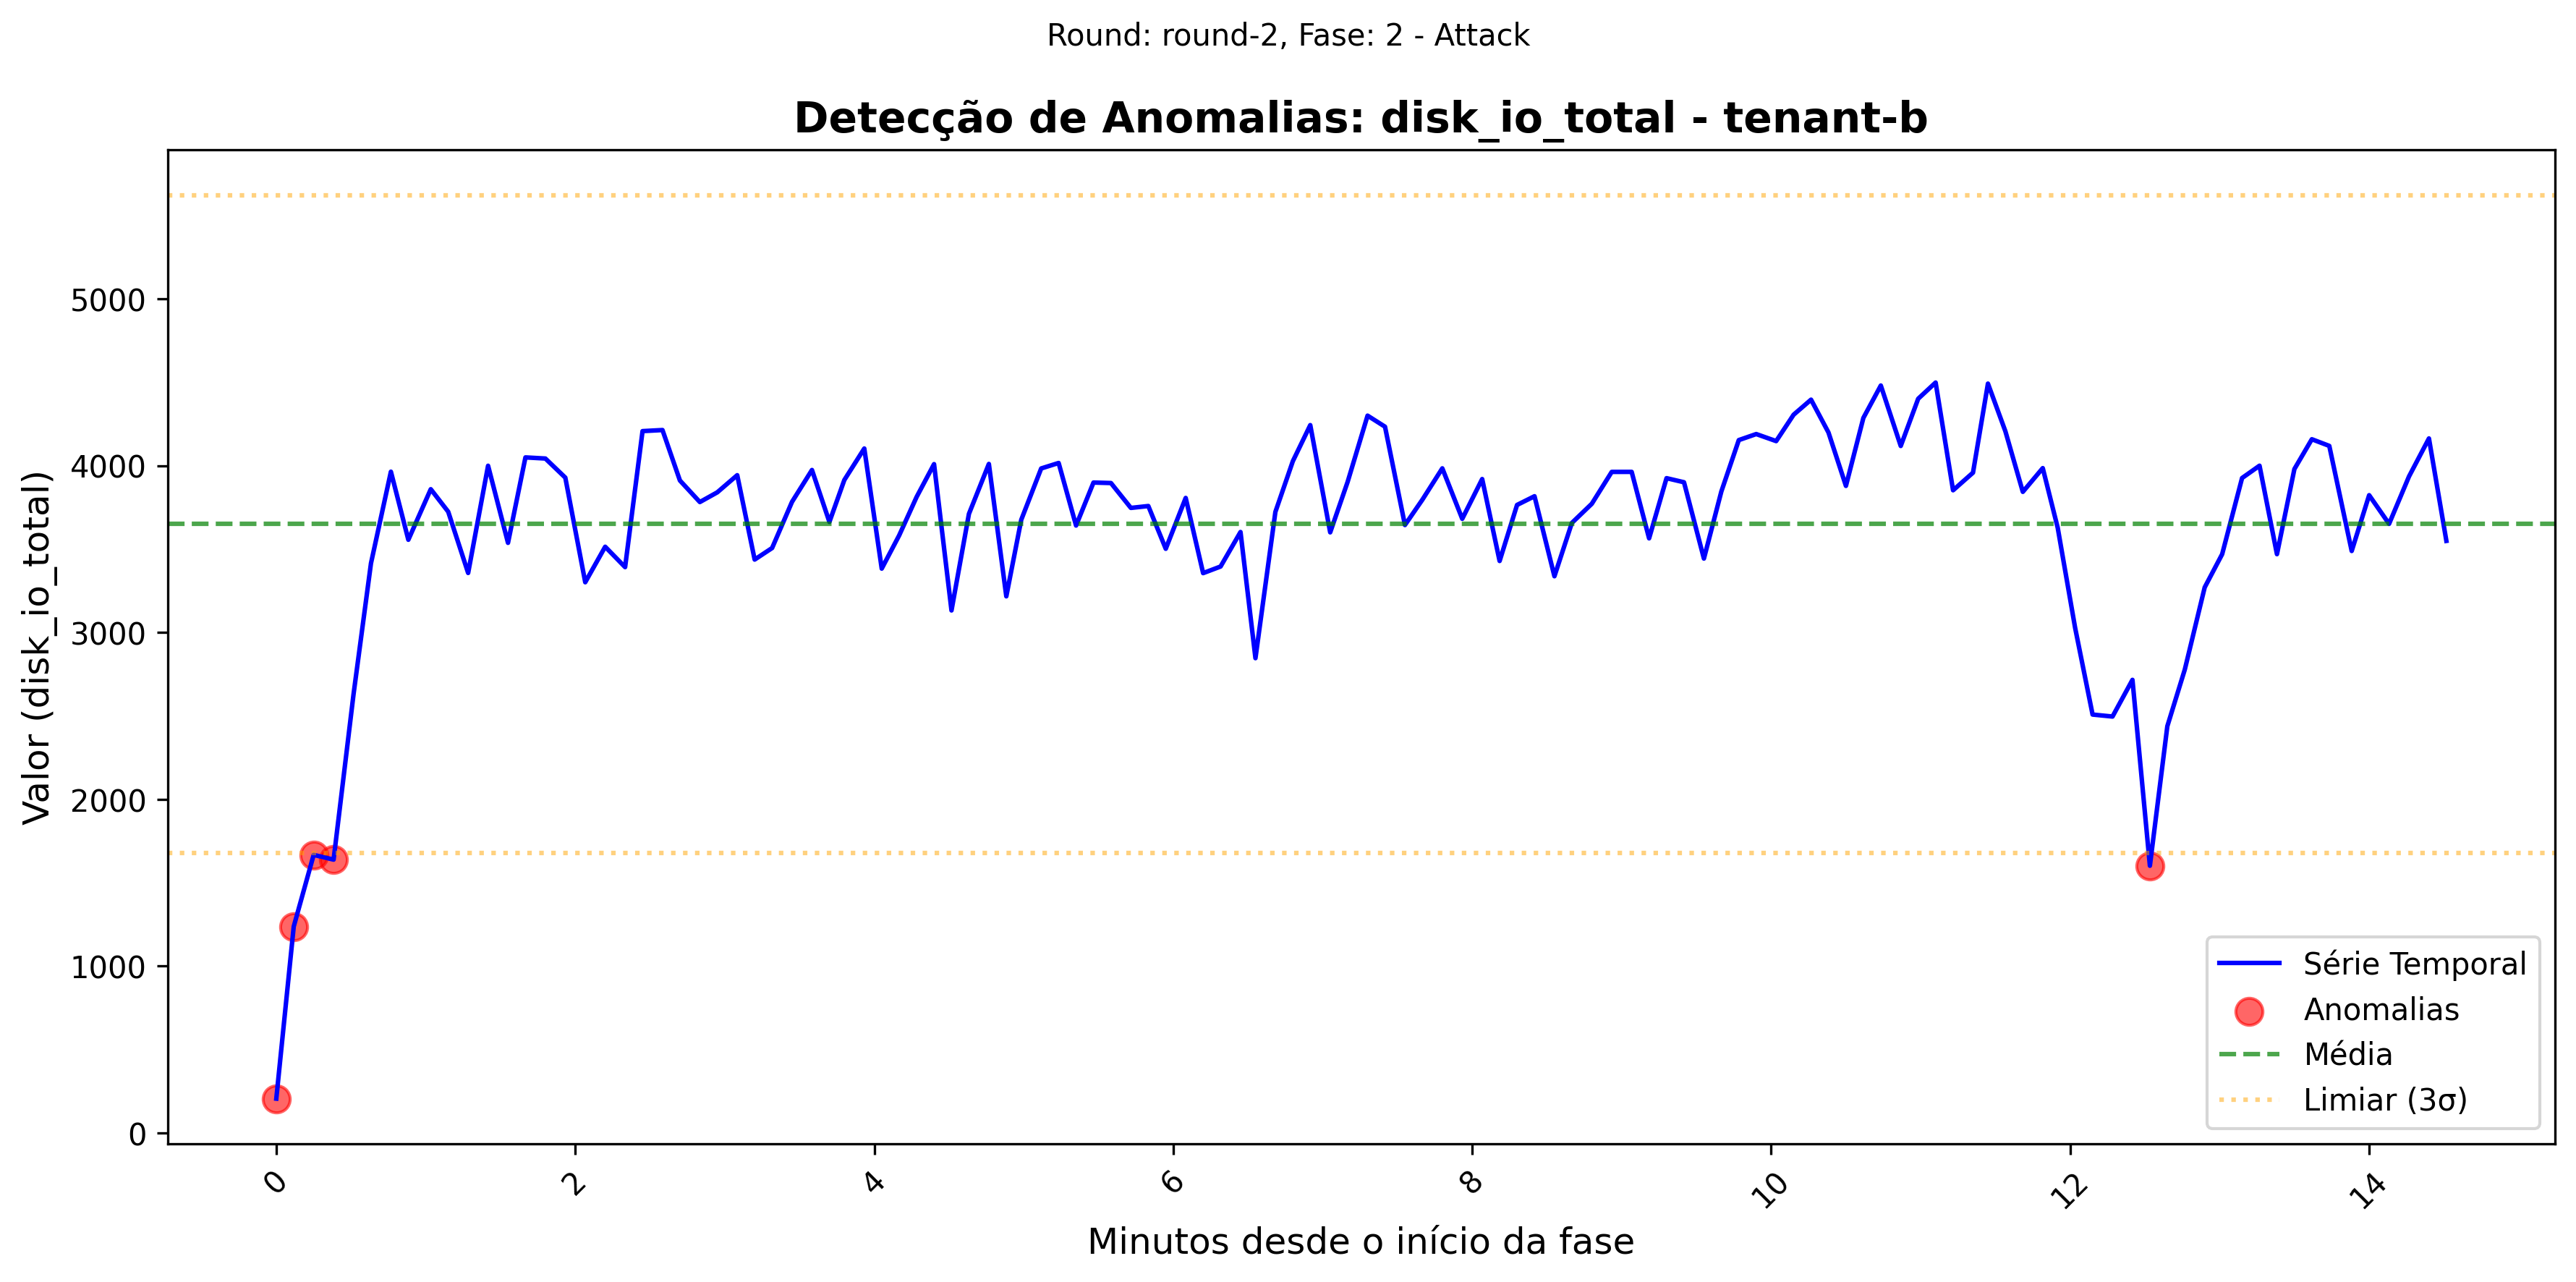 Round: round-2, Fase: 2 - Attack
Detecção de Anomalias: disk_io_total - tenant-b
Valor (disk_io_total)
5000
4000
3000
2000
1000
0
Série Temporal
Anomalias
Média
Limiar (3σ)
0 2 4 6 8 10 12 14
Minutos desde o início da fase